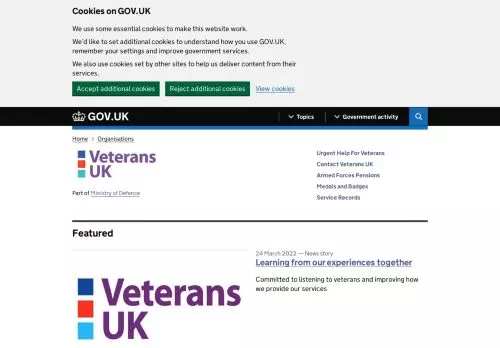 Cookies on GOV.UK
We use some essential cookies to make this website work.
We'd like to set additional cookies to understand how you use GOV.UK,
remember your settings and improve government services.
We also use cookies set by other sites to help us deliver content from their
services.
Accept additional cookies
Reject additional cookies
View cookies
GOV.UK
Topics
Government activity
Home
Organisations
Veterans
UK
Part of Ministry of Defence
Urgent Help For Veterans
Contact Veterans UK
Armed Forces Pensions
Medals and Badges
Service Records
Featured
Veterans
UK
24 March 2022 — News story
Learning from our experiences together
Committed to listening to veterans and improving how
we provide our services